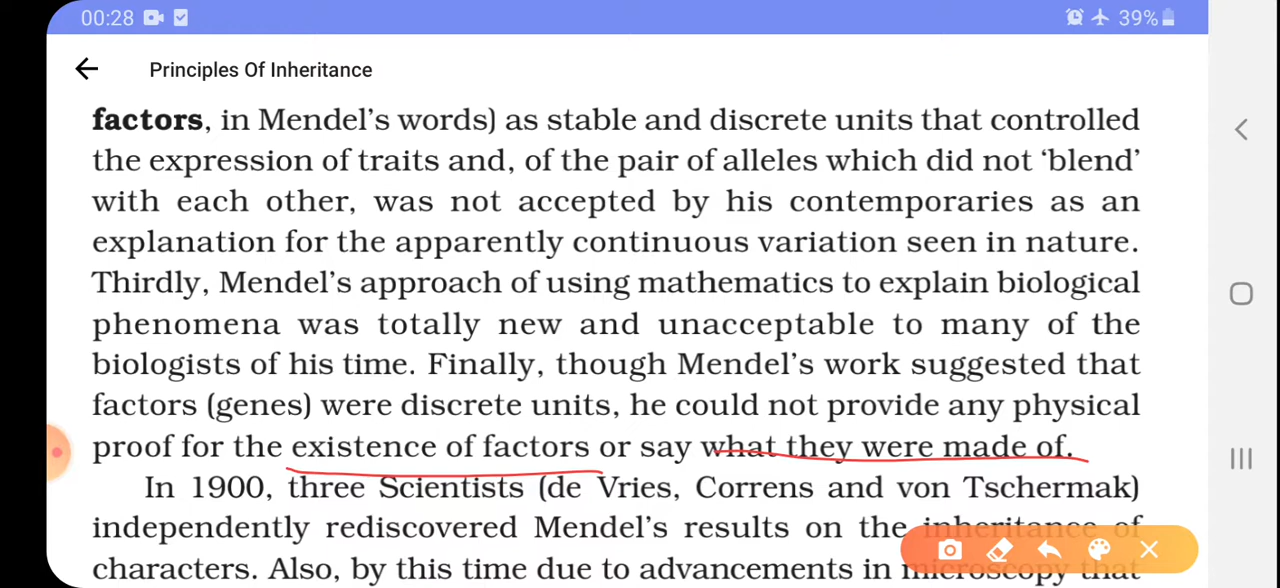 00:28
39%
Principles Of Inheritance
factors, in Mendel's words) as stable and discrete units that controlled
the expression of traits and, of the pair of alleles which did not 'blend'
with each other, was not accepted by his contemporaries as an
explanation for the apparently continuous variation seen in nature.
Thirdly, Mendel's approach of using mathematics to explain biological
phenomena was totally new and unacceptable to many of the
biologists of his time. Finally, though Mendel's work suggested that
factors (genes) were discrete units, he could not provide any physical
proof for the existence of factors or say what they were made of.
In 1900, three Scientists (de Vries, Correns and von Tschermak)
independently rediscovered Mendel's results on the inheritance of
characters. Also, by this time due to advancements in microscopy that